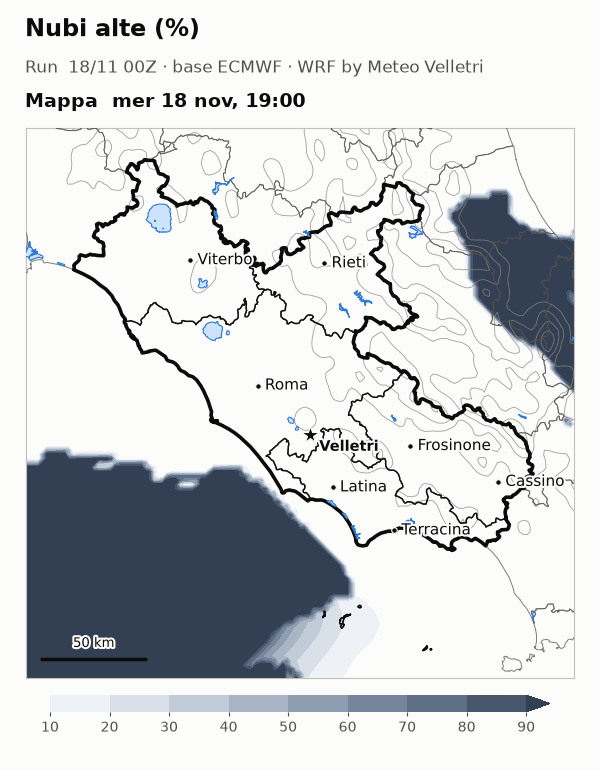 Nubi alte (%)
Run  18/11 00Z · base ECMWF · WRF by Meteo Velletri
Mappa  mer 18 nov, 19:00
Viterbo
Rieti
Roma
Velletri
Frosinone
Cassino
Latina
Terracina
50 km
10 20 30 40 50 60 70 80 90